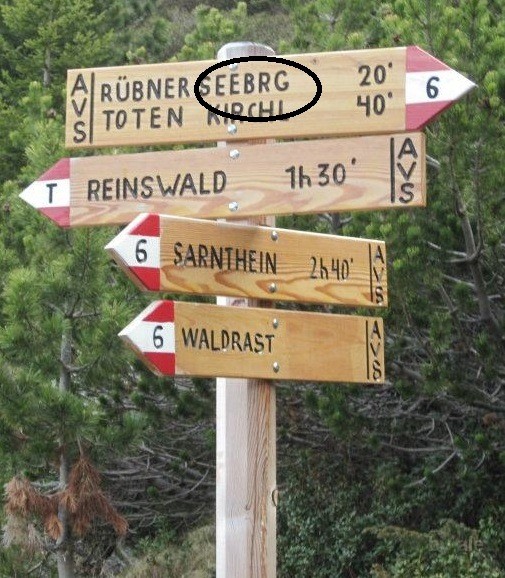 AVS RÜBNER SEEBRG 20' 6
TOTEN KIRCHL 40'
T REINSWALD 1h30' AVS
6 SARNTHEIN 2h40' AVS
6 WALDRAST AVS